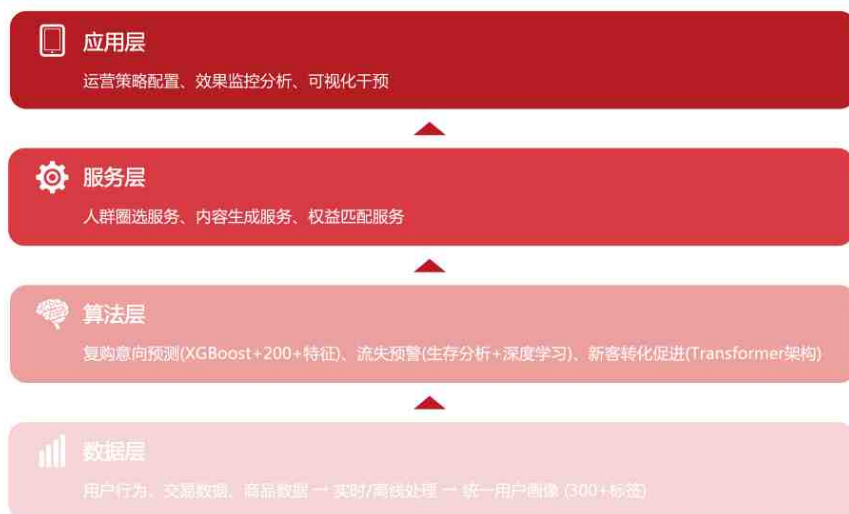 应用层
运营策略配置、效果监控分析、可视化干预
服务层
人群圈选服务、内容生成服务、权益匹配服务
算法层
复购意向预测(XGBoost+200+特征)、流失预警(生存分析+深度学习)、新客转化促进(Transformer架构)
数据层
用户行为、交易数据、商品数据 → 实时/离线处理 → 统一用户画像 (300+标签)